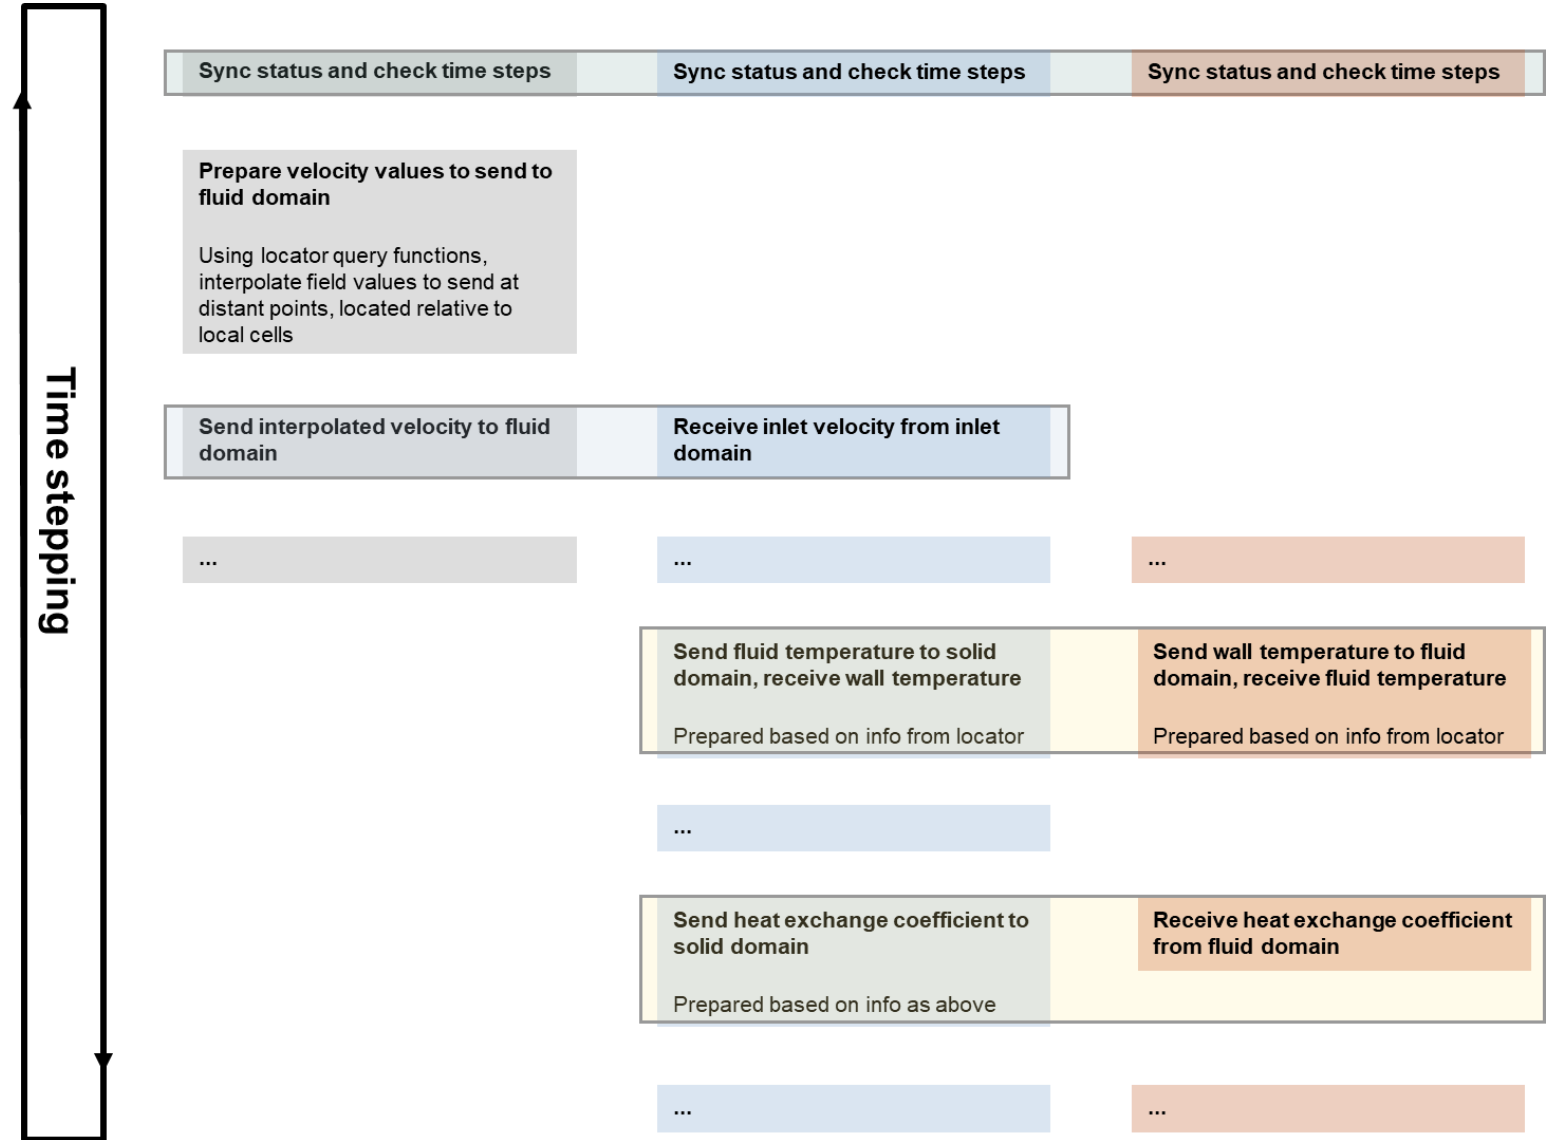 Time stepping
Sync status and check time steps
Sync status and check time steps
Sync status and check time steps
Prepare velocity values to send to
fluid domain
Using locator query functions,
interpolate field values to send at
distant points, located relative to
local cells
Send interpolated velocity to fluid
domain
Receive inlet velocity from inlet
domain
...
...
...
Send fluid temperature to solid
domain, receive wall temperature
Prepared based on info from locator
Send wall temperature to fluid
domain, receive fluid temperature
Prepared based on info from locator
...
Send heat exchange coefficient to
solid domain
Prepared based on info as above
Receive heat exchange coefficient
from fluid domain
...
...